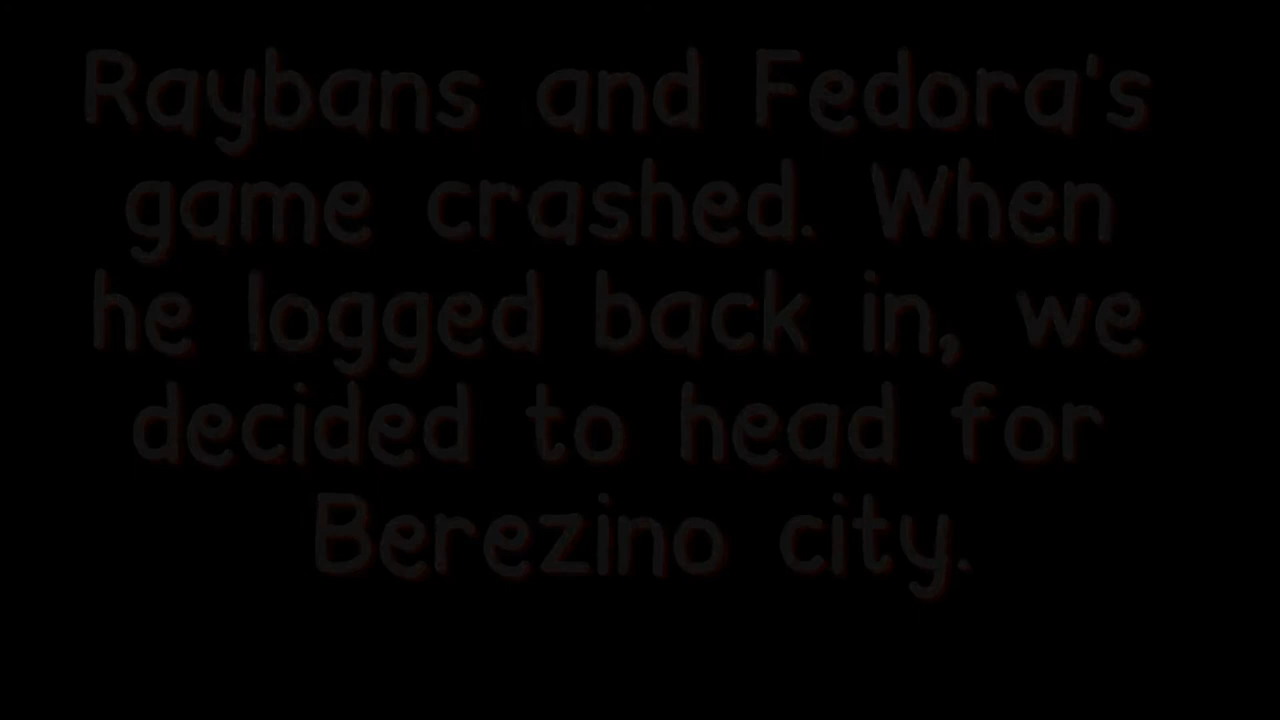 Raybans and Fedora's
game crashed. When
he logged back in, we
decided to head for
Berezino city.